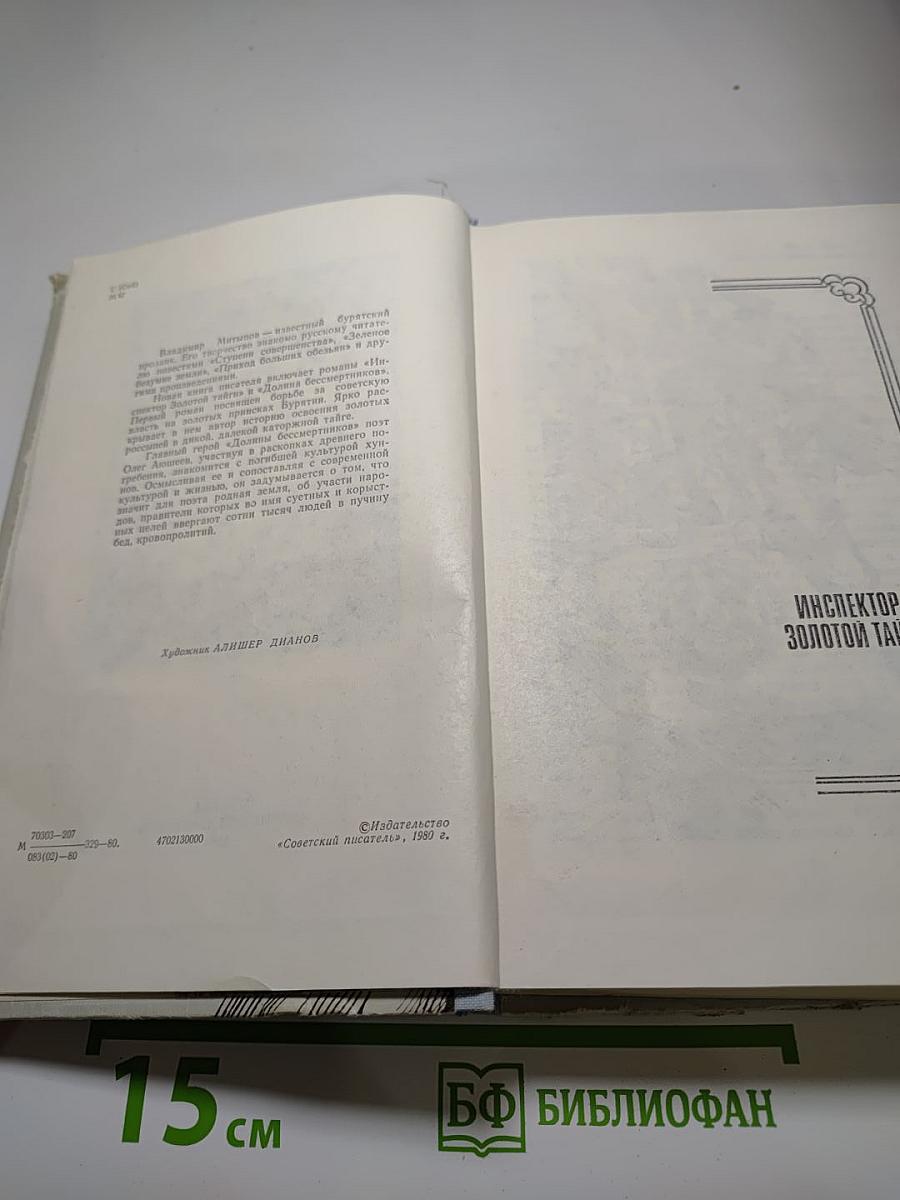 Владимир Митыпов — известный бурятский
прозаик. Его творчество знакомо русскому читате-
лю повестями «Ступени совершенства», «Зеленое
безумие земли», «Приход больших обезьян» и дру-
гими произведениями.
Новая книга писателя включает романы «Ин-
спектор Золотой тайги» и «Долина бессмертников».
Первый роман посвящен борьбе за советскую
власть на золотых приисках Бурятии. Ярко рас-
крывает в нем автор историю освоения золотых
россыпей в дикой, далекой каторжной тайге.
Главный герой «Долины бессмертников» поэт
Олег Аюшеев, участвуя в раскопках древнего по-
гребения, знакомится с погибшей культурой хун-
нов. Осмысливая ее и сопоставляя с современной
культурой и жизнью, он задумывается о том, что
значит для поэта родная земля, об участи наро-
дов, правители которых во имя суетных и корыст-
ных целей ввергают сотни тысяч людей в пучину
бед, кровопролитий.
Художник АЛИШЕР ДИАНОВ
70303—207
М 329—80. 4702130000
083(02)—80
©Издательство
«Советский писатель», 1980 г.
ИНСПЕКТОР
ЗОЛОТОЙ ТАЙ
15 см
БФ БИБЛИОФАН